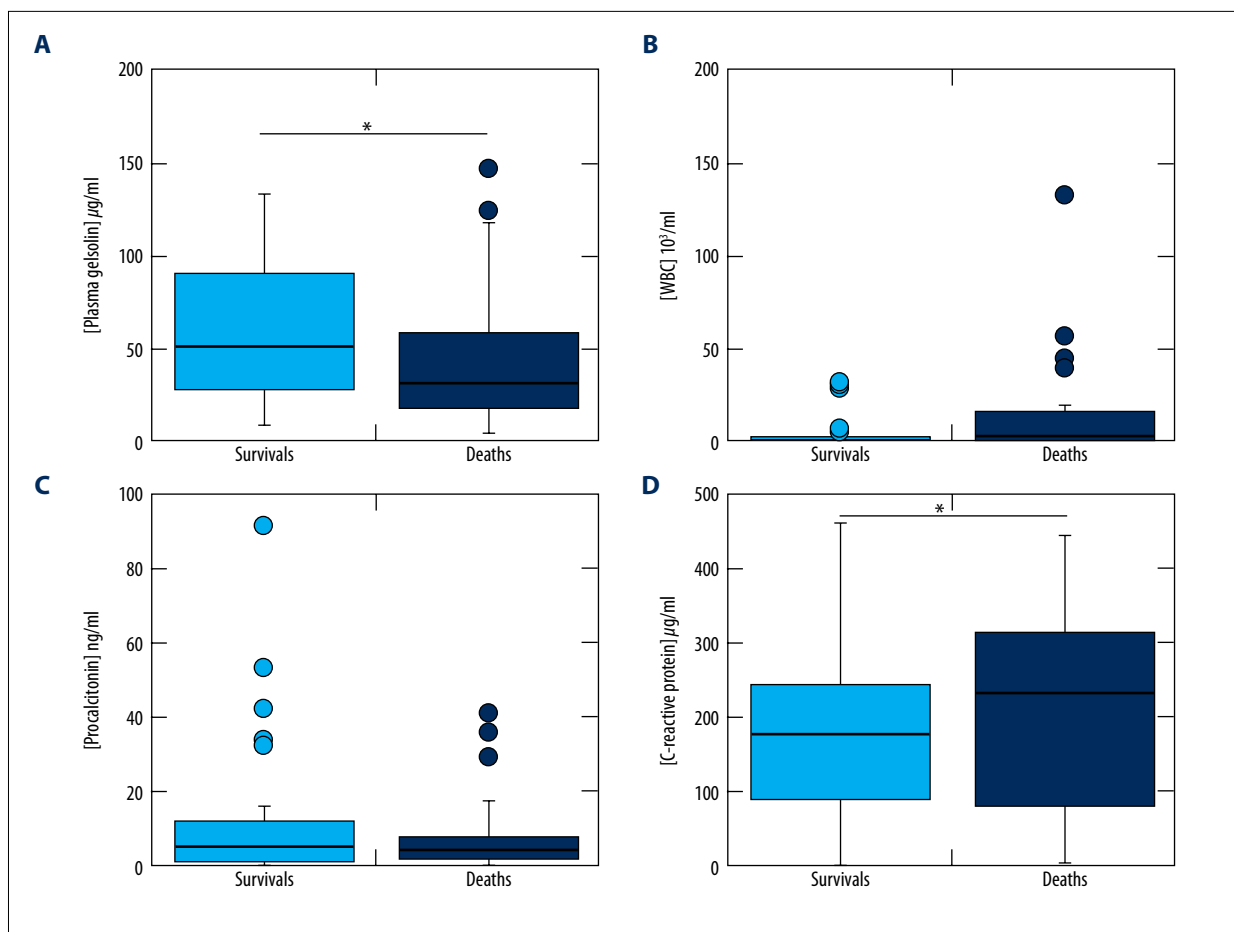 A
[Plasma gelsolin] µg/ml
200
150
100
50
0
*
Survivals
Deaths
B
[WBC] 10³/ml
200
150
100
50
0
Survivals
Deaths
C
[Procalcitonin] ng/ml
100
80
60
40
20
0
Survivals
Deaths
D
[C-reactive protein] µg/ml
500
400
300
200
100
0
*
Survivals
Deaths